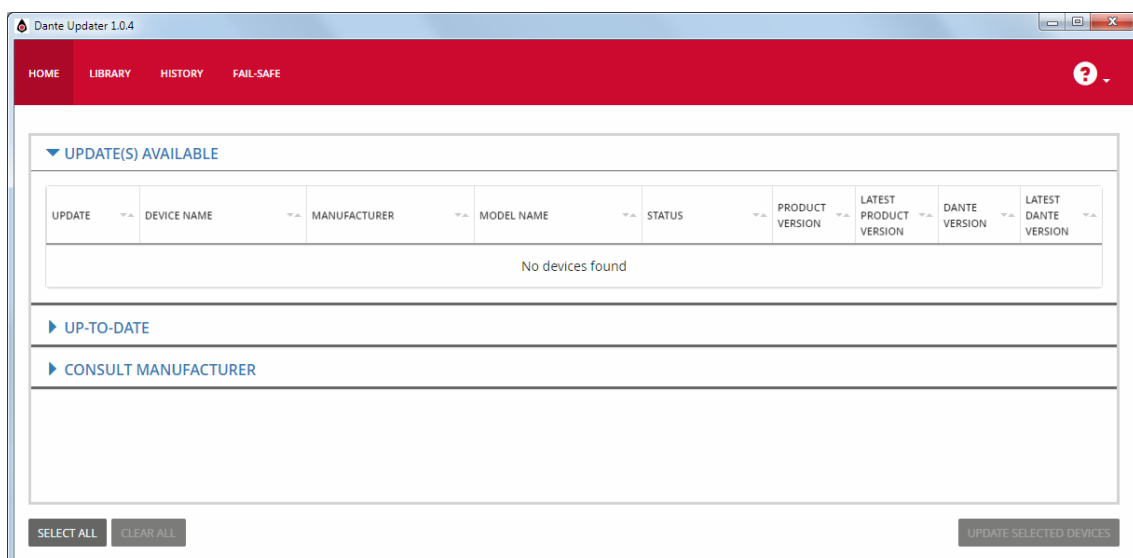 Dante Updater 1.0.4
HOME LIBRARY HISTORY FAIL-SAFE ?
UPDATE(S) AVAILABLE
UPDATE DEVICE NAME MANUFACTURER MODEL NAME STATUS PRODUCT VERSION LATEST PRODUCT VERSION DANTE VERSION LATEST DANTE VERSION
No devices found
UP-TO-DATE
CONSULT MANUFACTURER
SELECT ALL CLEAR ALL UPDATE SELECTED DEVICES